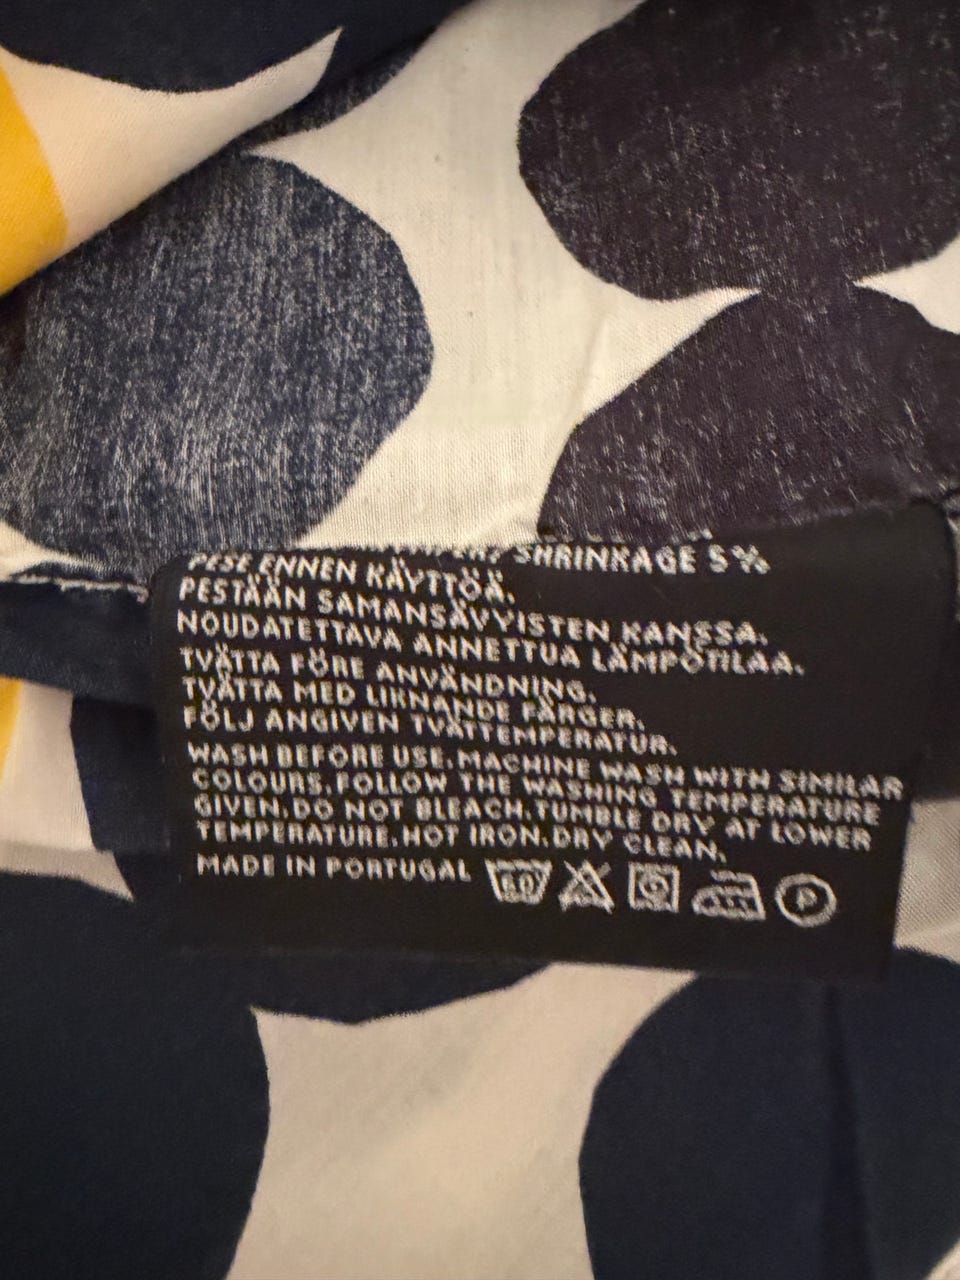 SHRINKAGE 5%
PESE ENNEN KÄYTTÖÄ.
PESTÄÄN SAMANSÄVYISTEN KANSSA.
NOUDATETTAVA ANNETTUA LÄMPÖTILAA.
TVÄTTA FÖRE ANVÄNDNING.
TVÄTTA MED LIKNANDE FÄRGER.
FÖLJ ANGIVEN TVÄTTEMPERATUR.
WASH BEFORE USE.MACHINE WASH WITH SIMILAR
COLOURS.FOLLOW THE WASHING TEMPERATURE
GIVEN.DO NOT BLEACH.TUMBLE DRY AT LOWER
TEMPERATURE.HOT IRON.DRY CLEAN.
MADE IN PORTUGAL 60 P